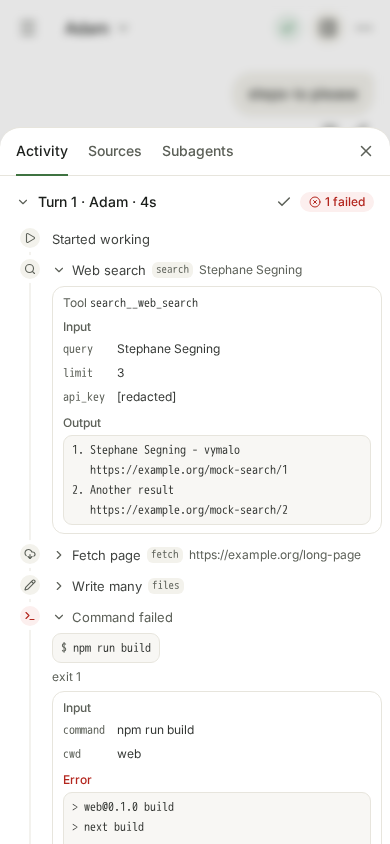 Adam
steps to please
Activity
Sources
Subagents
Turn 1 · Adam · 4s
1 failed
Started working
Web search search Stephane Segning
Tool search__web_search
Input
query Stephane Segning
limit 3
api_key [redacted]
Output
1. Stephane Segning - vymalo
https://example.org/mock-search/1
2. Another result
https://example.org/mock-search/2
Fetch page fetch https://example.org/long-page
Write many files
Command failed
$ npm run build
exit 1
Input
command npm run build
cwd web
Error
> web@0.1.0 build
> next build